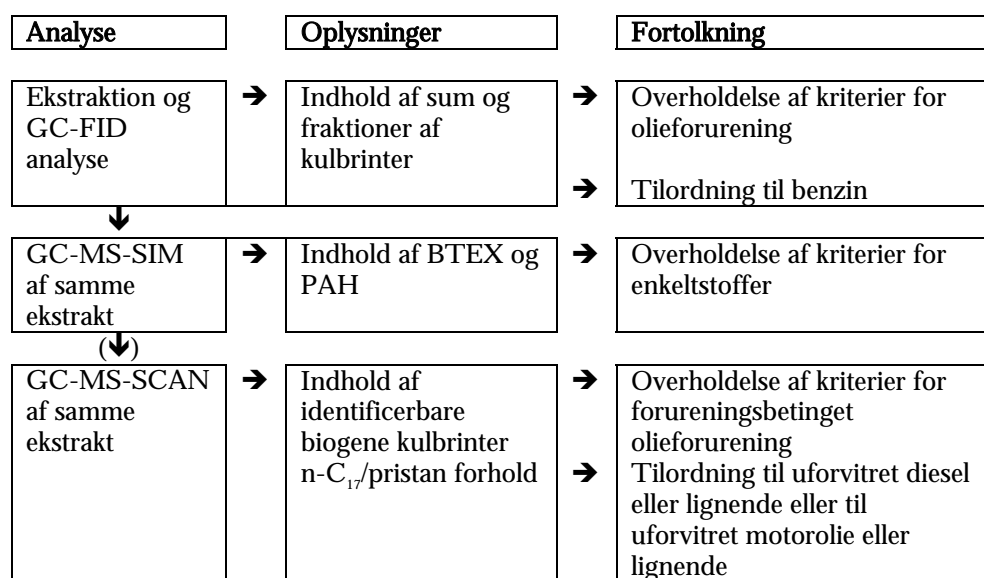 Analyse
Oplysninger
Fortolkning
Ekstraktion og
GC-FID
analyse
➔
Indhold af sum og
fraktioner af
kulbrinter
➔
Overholdelse af kriterier for
olieforurening
➔
Tilordning til benzin
GC-MS-SIM
af samme
ekstrakt
➔
Indhold af BTEX og
PAH
➔
Overholdelse af kriterier for
enkeltstoffer
(🡻)
GC-MS-SCAN
af samme
ekstrakt
➔
Indhold af
identificerbare
biogene kulbrinter
n-C₁₇/pristan forhold
➔
Overholdelse af kriterier for
forureningsbetinget
olieforurening
➔
Tilordning til uforvitret diesel
eller lignende eller til
uforvitret motorolie eller
lignende